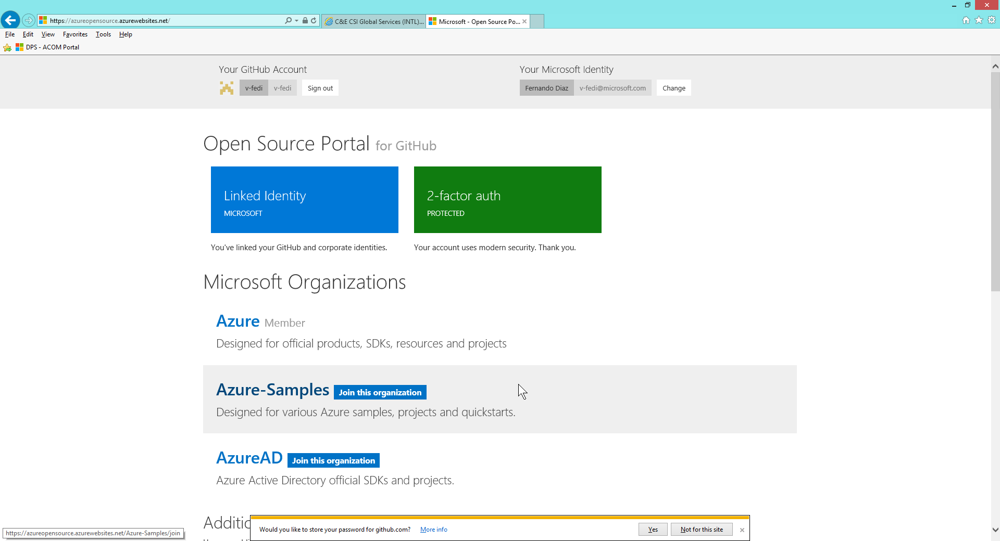 https://azureopensource.azurewebsites.net/
C&E CSI Global Services (INTL)...
Microsoft - Open Source Po...
File Edit View Favorites Tools Help
DPS - ACOM Portal
Your GitHub Account
v-fedi v-fedi Sign out
Your Microsoft Identity
Fernando Diaz v-fedi@microsoft.com Change
Open Source Portal for GitHub
Linked Identity
MICROSOFT
You've linked your GitHub and corporate identities.
2-factor auth
PROTECTED
Your account uses modern security. Thank you.
Microsoft Organizations
Azure Member
Designed for official products, SDKs, resources and projects
Azure-Samples Join this organization
Designed for various Azure samples, projects and quickstarts.
AzureAD Join this organization
Azure Active Directory official SDKs and projects.
Additio
Would you like to store your password for github.com? More info Yes Not for this site
https://azureopensource.azurewebsites.net/Azure-Samples/join